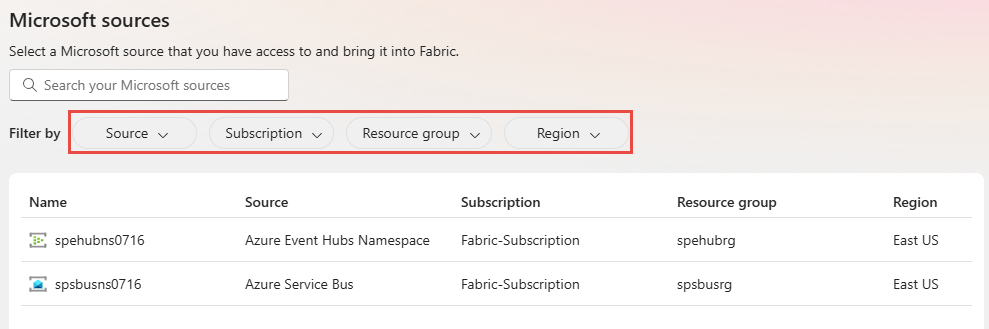 Microsoft sources
Select a Microsoft source that you have access to and bring it into Fabric.
Search your Microsoft sources
Filter by Source Subscription Resource group Region
Name Source Subscription Resource group Region
spehubns0716 Azure Event Hubs Namespace Fabric-Subscription spehubrg East US
spsbusns0716 Azure Service Bus Fabric-Subscription spsbusrg East US